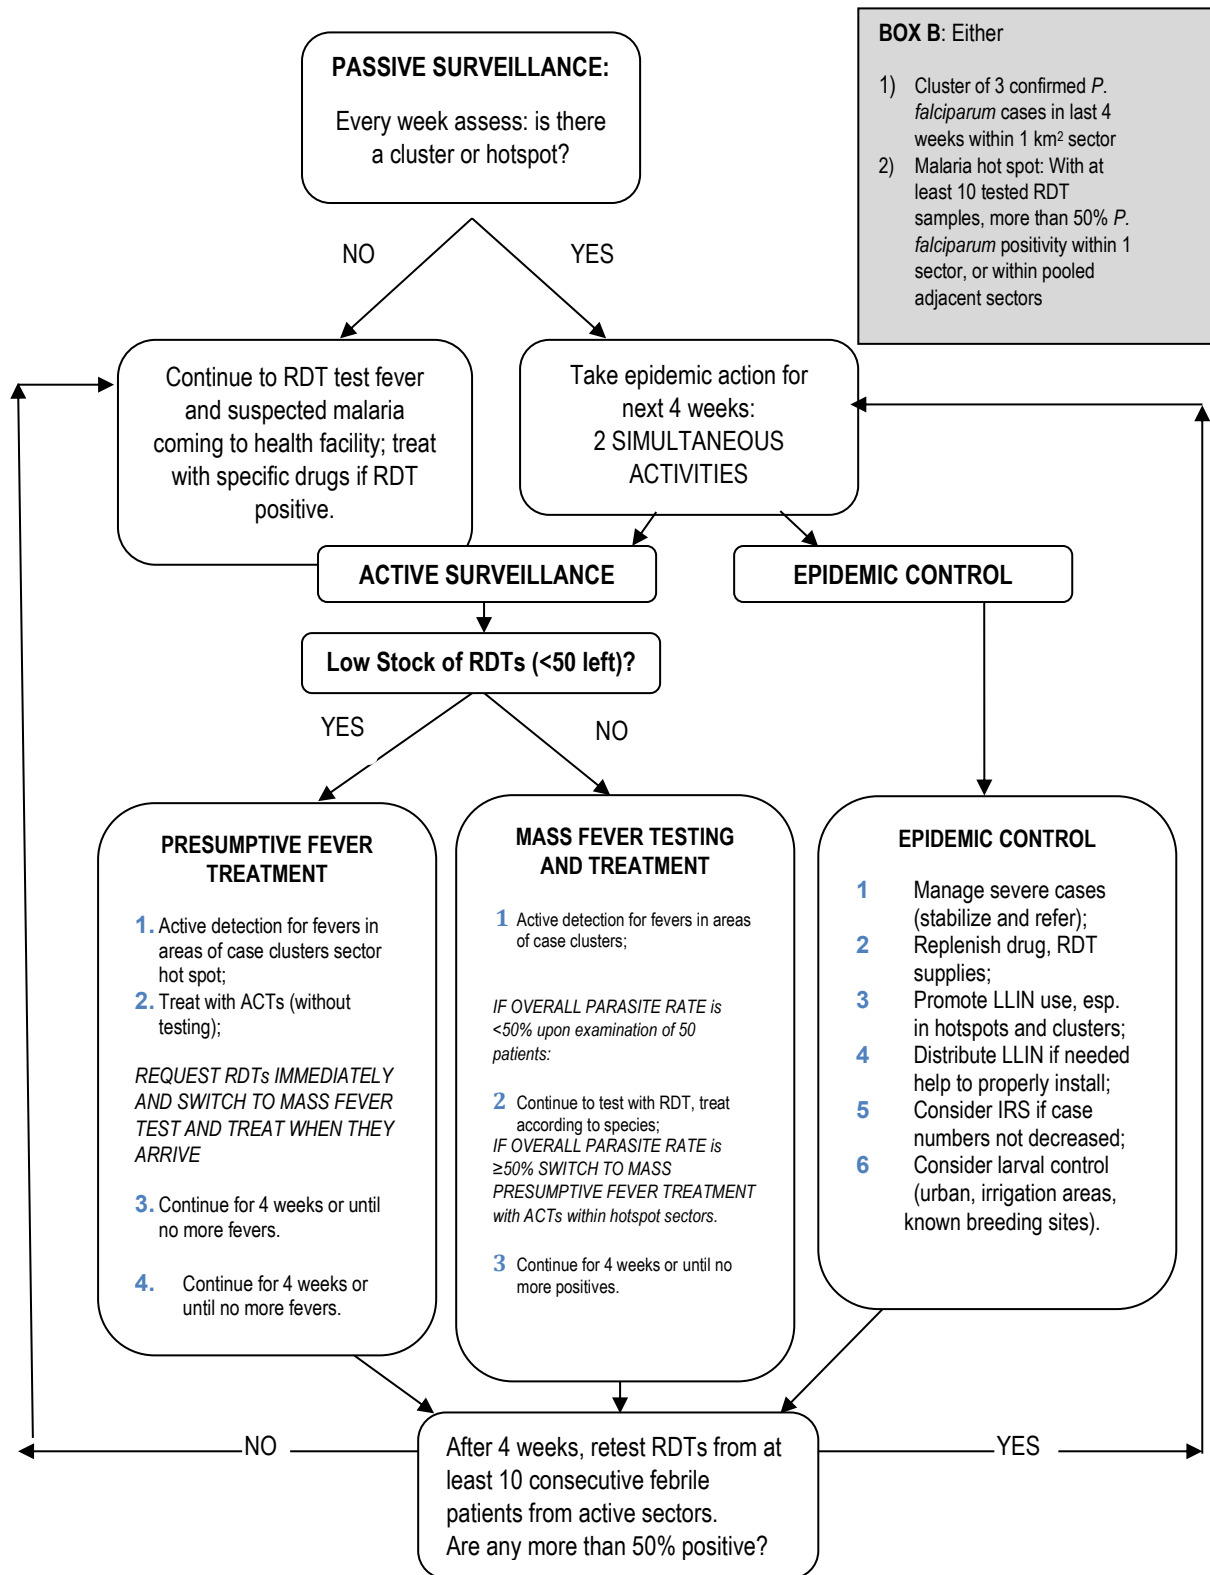 PASSIVE SURVEILLANCE:
Every week assess: is there
a cluster or hotspot?
BOX B: Either
1) Cluster of 3 confirmed P.
falciparum cases in last 4
weeks within 1 km² sector
2) Malaria hot spot: With at
least 10 tested RDT
samples, more than 50% P.
falciparum positivity within 1
sector, or within pooled
adjacent sectors
NO
YES
Continue to RDT test fever
and suspected malaria
coming to health facility; treat
with specific drugs if RDT
positive.
Take epidemic action for
next 4 weeks:
2 SIMULTANEOUS
ACTIVITIES
ACTIVE SURVEILLANCE
EPIDEMIC CONTROL
Low Stock of RDTs (<50 left)?
YES
NO
PRESUMPTIVE FEVER
TREATMENT
1. Active detection for fevers in
areas of case clusters sector
hot spot;
2. Treat with ACTs (without
testing);
REQUEST RDTs IMMEDIATELY
AND SWITCH TO MASS FEVER
TEST AND TREAT WHEN THEY
ARRIVE
3. Continue for 4 weeks or until
no more fevers.
4. Continue for 4 weeks or
until no more fevers.
MASS FEVER TESTING
AND TREATMENT
1 Active detection for fevers in areas
of case clusters;
IF OVERALL PARASITE RATE is
<50% upon examination of 50
patients:
2 Continue to test with RDT, treat
according to species;
IF OVERALL PARASITE RATE is
≥50% SWITCH TO MASS
PRESUMPTIVE FEVER TREATMENT
with ACTs within hotspot sectors.
3 Continue for 4 weeks or until no
more positives.
EPIDEMIC CONTROL
1 Manage severe cases
(stabilize and refer);
2 Replenish drug, RDT
supplies;
3 Promote LLIN use, esp.
in hotspots and clusters;
4 Distribute LLIN if needed
help to properly install;
5 Consider IRS if case
numbers not decreased;
6 Consider larval control
(urban, irrigation areas,
known breeding sites).
NO
After 4 weeks, retest RDTs from at
least 10 consecutive febrile
patients from active sectors.
Are any more than 50% positive?
YES